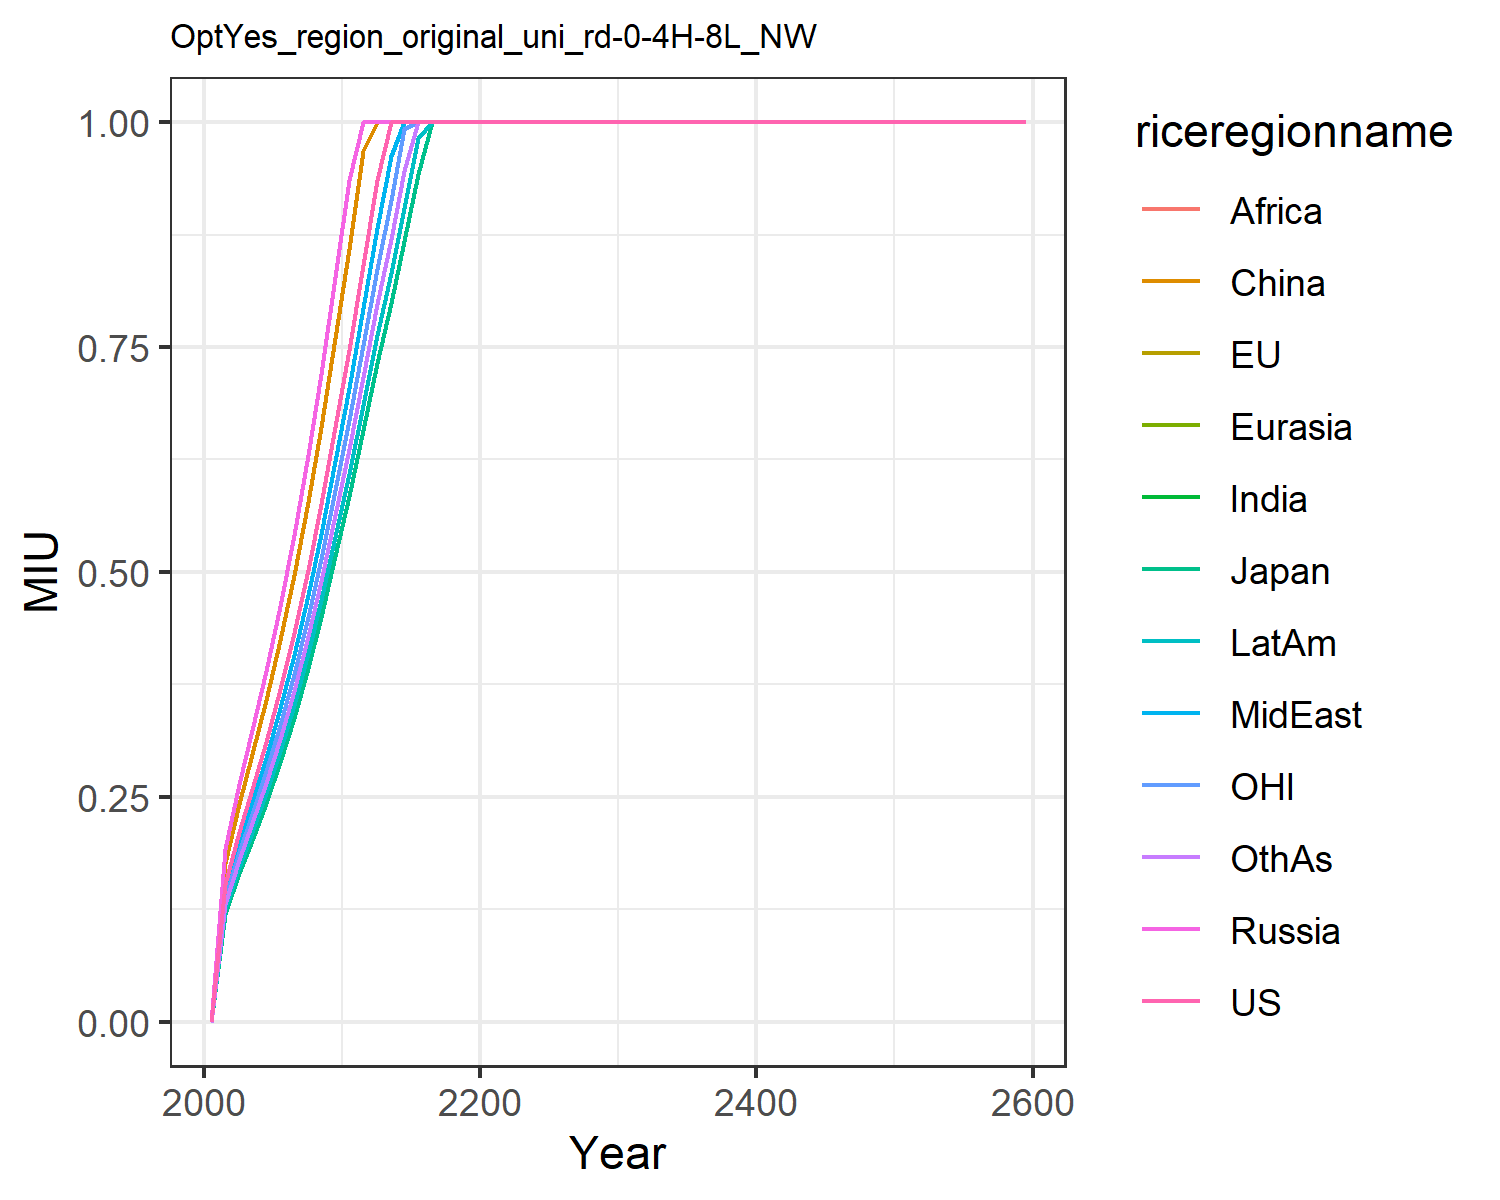 OptYes_region_original_uni_rd-0-4H-8L_NW
1.00
0.75
0.50
0.25
0.00
MIU
2000
2200
2400
2600
Year
riceregionname
Africa
China
EU
Eurasia
India
Japan
LatAm
MidEast
OHI
OthAs
Russia
US